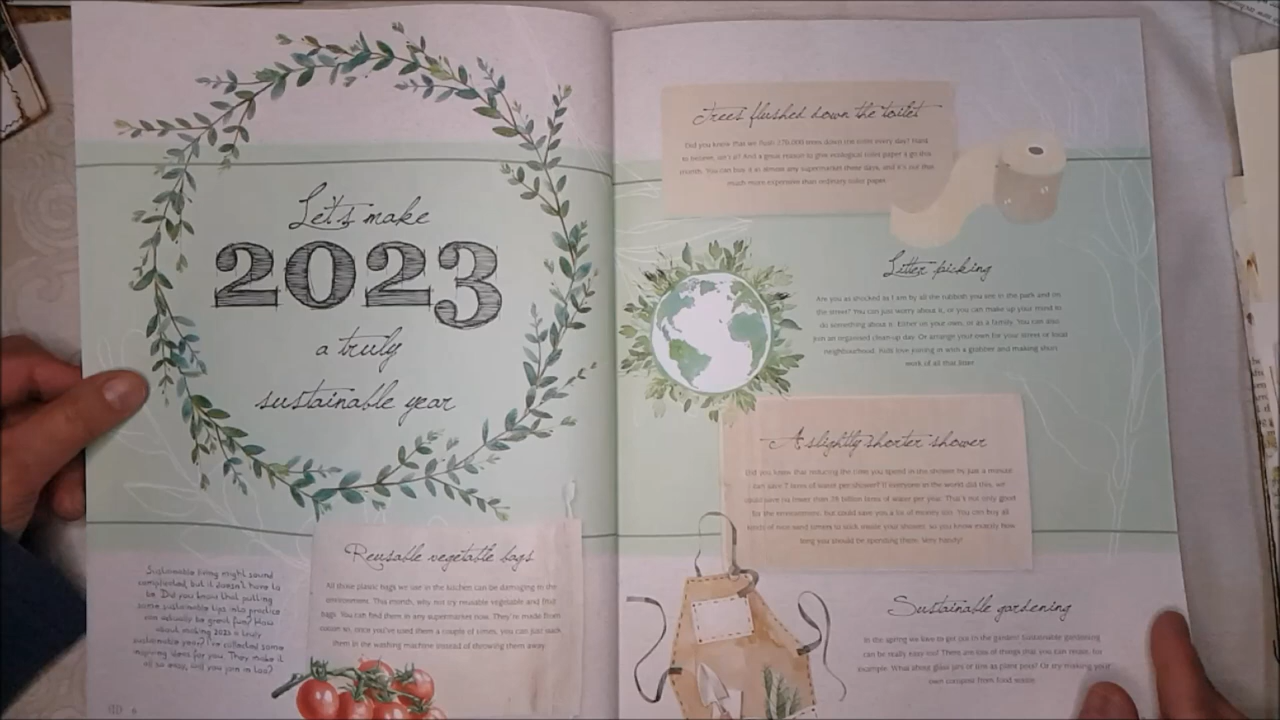 Let's make
2023
a truly
sustainable year
Sustainable living might sound
complicated, but it doesn't have to
be. Did you know that putting
some sustainable tips into practice
can actually be great fun? How
about making 2023 a truly
sustainable year? I've collected some
inspiring ideas for you. They make it
all so easy, will you join in too?
Reusable vegetable bags
All those plastic bags we use in the kitchen can be damaging to the
environment. This month, why not try reusable vegetable and fruit
bags. You can find them in any supermarket now. They're made from
cotton so, once you've used them a couple of times, you can just wash
them in the washing machine instead of throwing them away.
Trees flushed down the toilet
Did you know that we flush 270,000 trees down the toilet every day? Hard
to believe, isn't it? And a great reason to give ecological toilet paper a go this
month. You can buy it in almost any supermarket these days, and it's not that
much more expensive than ordinary toilet paper.
Litter picking
Are you as shocked as I am by all the rubbish you see in the park and on
the street? You can just worry about it, or you can make up your mind to
do something about it. Either on your own, or as a family. You can also
join an organised clean-up day. Or arrange your own for your street or local
neighbourhood. Kids love joining in with a grabber and making short
work of all that litter.
A slightly shorter shower
Did you know that reducing the time you spend in the shower by just a minute
can save 7 litres of water per shower? If everyone in the world did this, we
could save no fewer than 28 billion litres of water per year. That's not only good
for the environment, but could save you a lot of money too. You can buy all
kinds of nice sand timers to stick inside your shower, so you know exactly how
long you should be spending there. Very handy!
Sustainable gardening
In the spring we love to get out in the garden! Sustainable gardening
can be really easy too! There are lots of things that you can reuse, for
example. What about glass jars or tins as plant pots? Or try making your
own compost from food waste.